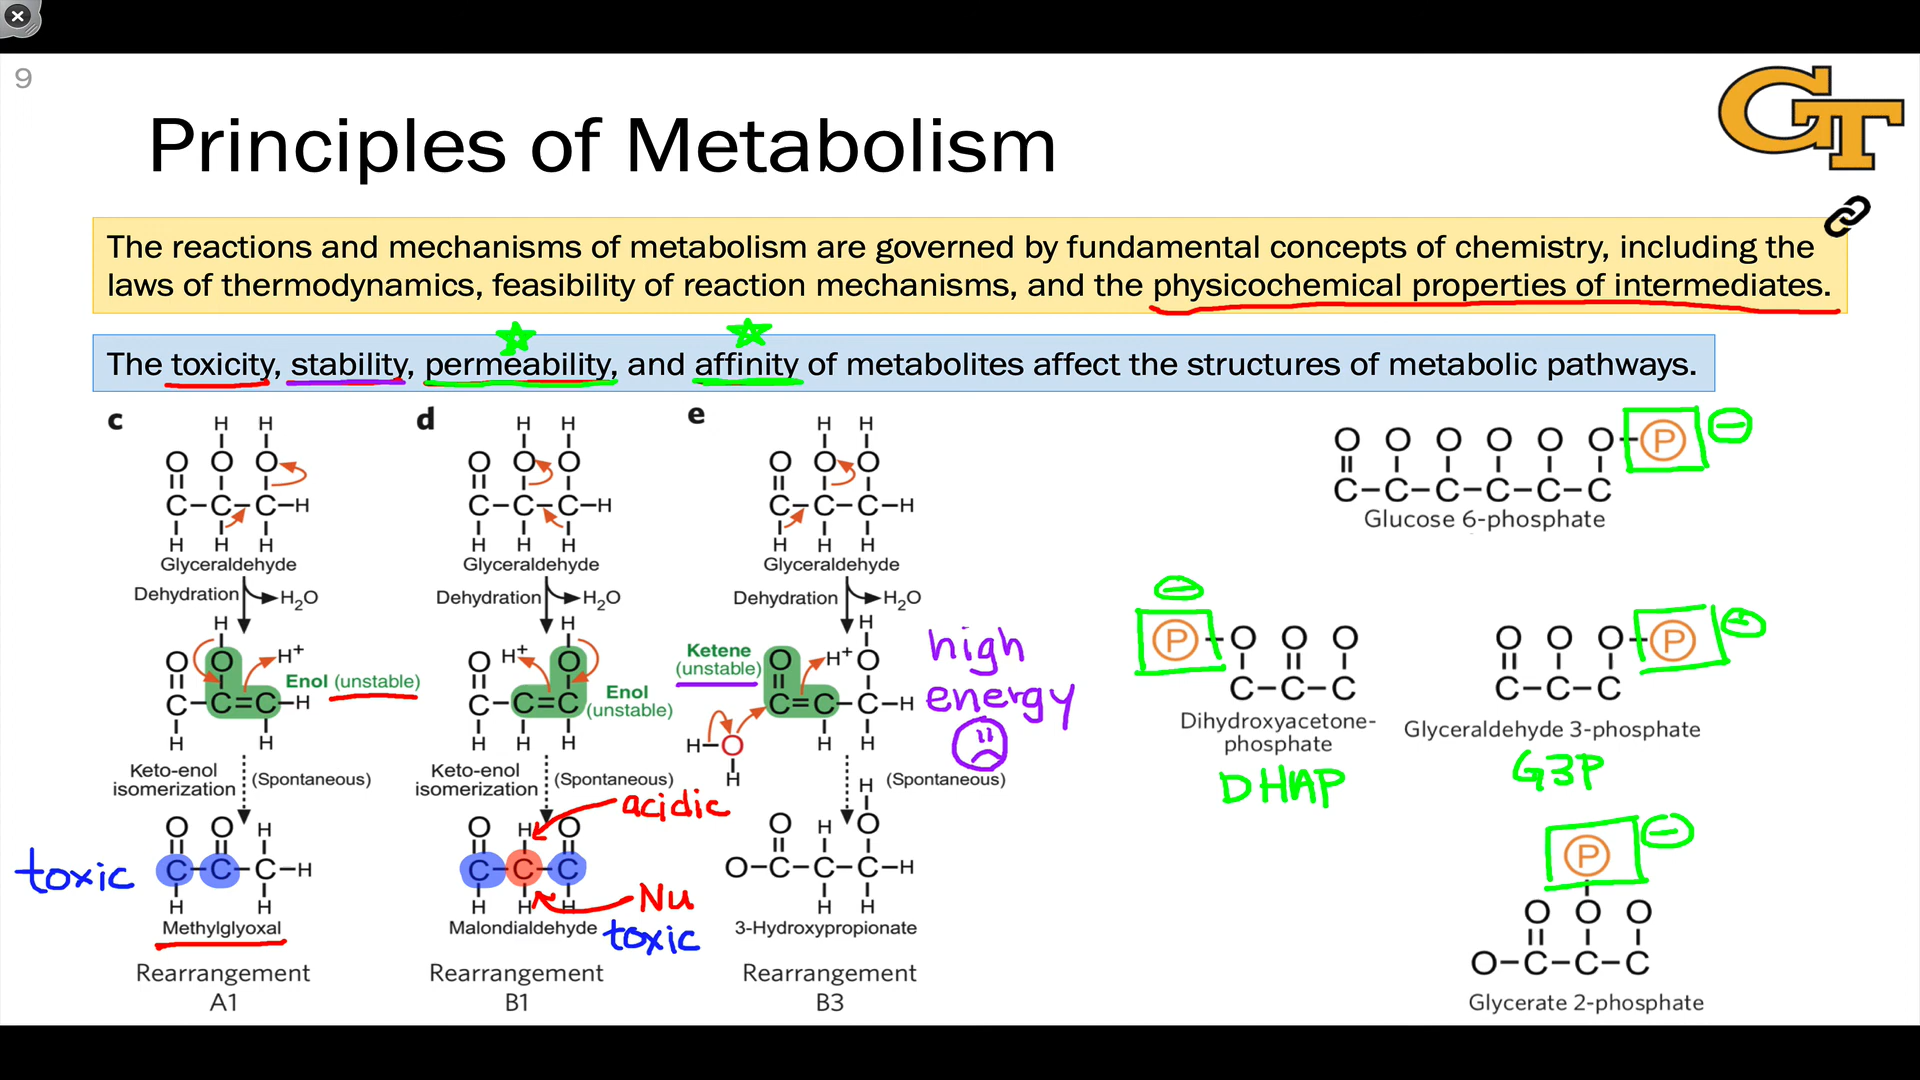 9
GT
Principles of Metabolism
The reactions and mechanisms of metabolism are governed by fundamental concepts of chemistry, including the
laws of thermodynamics, feasibility of reaction mechanisms, and the physicochemical properties of intermediates.
The toxicity, stability, permeability, and affinity of metabolites affect the structures of metabolic pathways.
c
H H
O O O
C–C–C–H
H H H
Glyceraldehyde
Dehydration H₂O
H
O O H⁺
Enol (unstable)
C–C=C–H
H H
Keto-enol
isomerization (Spontaneous)
O O H
toxic C–C–C–H
H H
Methylglyoxal
Rearrangement
A1
d
H H
O O O
C–C–C–H
H H H
Glyceraldehyde
Dehydration H₂O
H
O H⁺ O
C–C=C
Enol
(unstable)
H H H
Keto-enol
isomerization (Spontaneous)
acidic
O H O
C–C–C
H H H
Nu
Malondialdehyde
toxic
Rearrangement
B1
e
H H
O O O
C–C–C–H
H H H
Glyceraldehyde
Dehydration H₂O
H
Ketene
(unstable)
O H⁺ O
C=C–C–H
high
energy
H–O
H
H H
(Spontaneous)
H
O H O
O–C–C–C–H
H H
3-Hydroxypropionate
Rearrangement
B3
O O O O O O–P −
C–C–C–C–C–C
Glucose 6-phosphate
−
P–O O O
C–C–C
Dihydroxyacetone-
phosphate
DHAP
O O O–P
C–C–C
Glyceraldehyde 3-phosphate
G3P
P −
O O O
O–C–C–C
Glycerate 2-phosphate